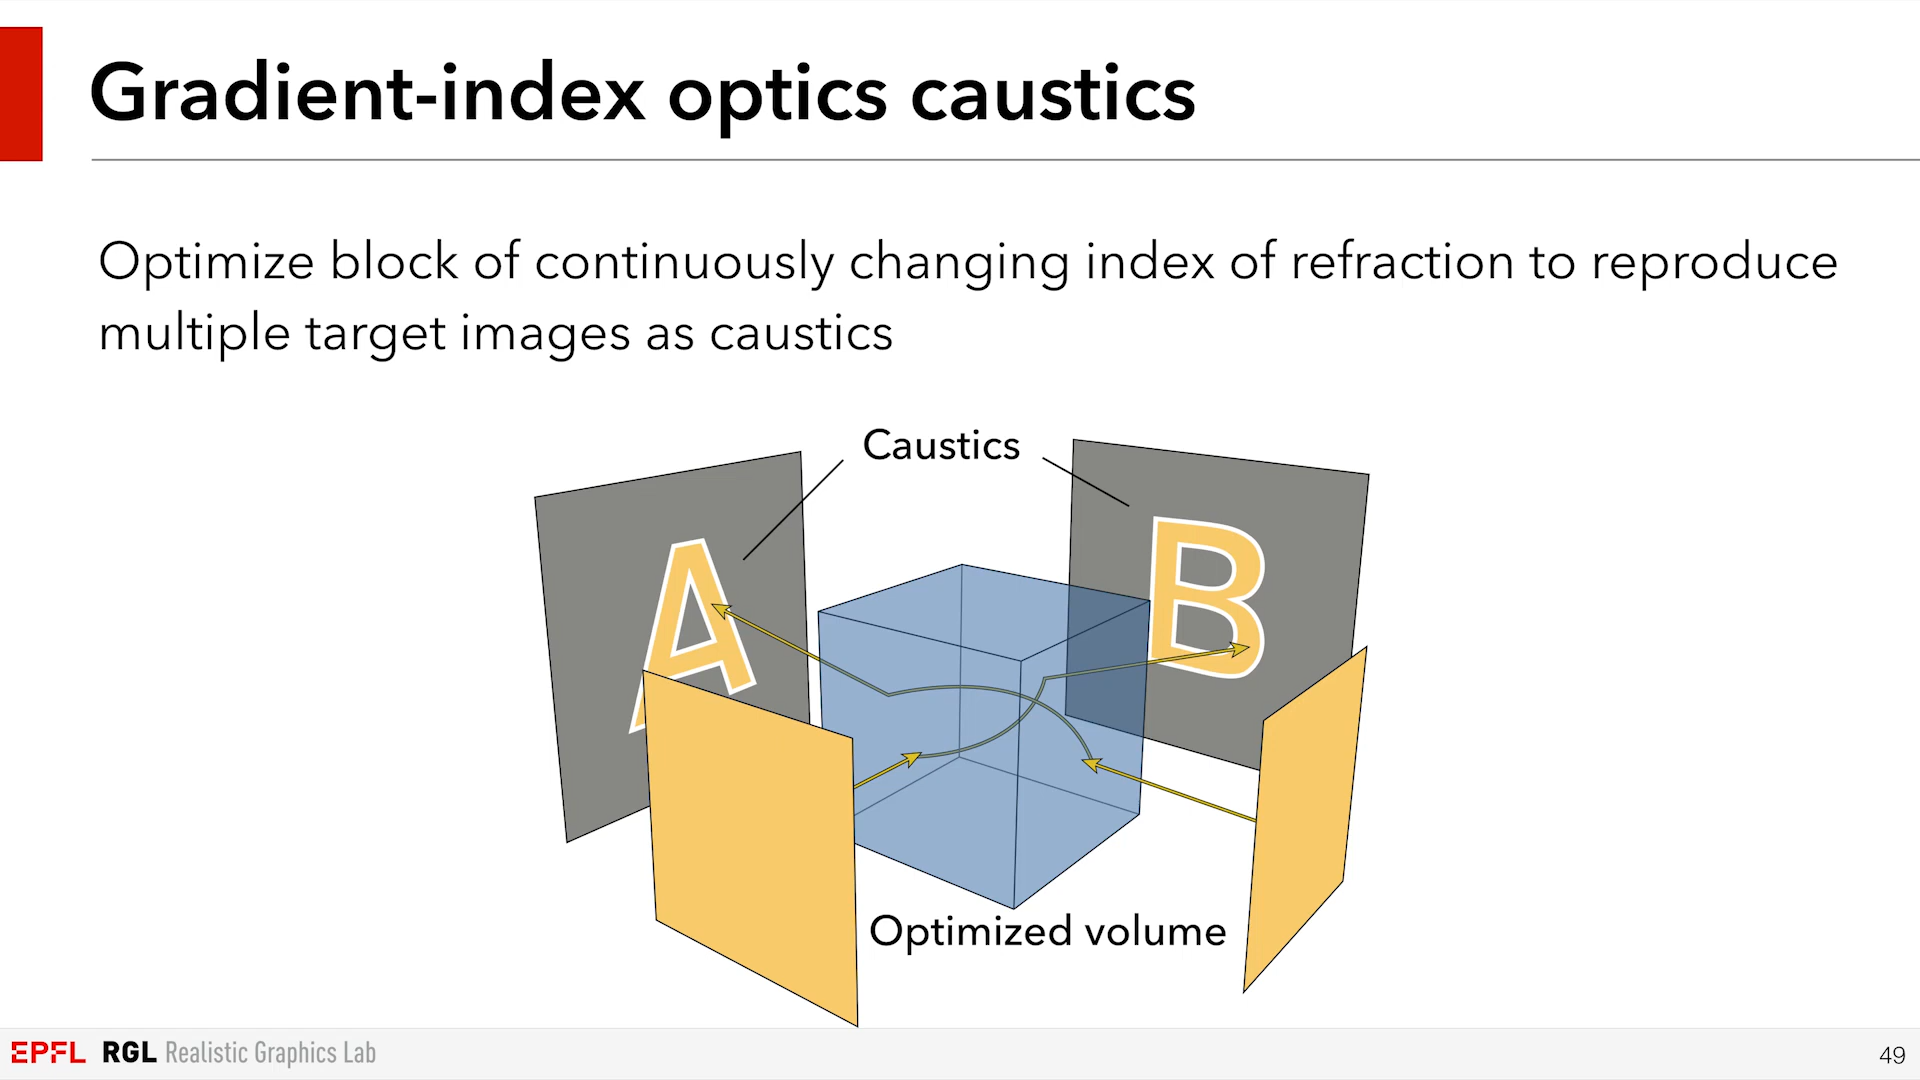 Gradient-index optics caustics
Optimize block of continuously changing index of refraction to reproduce
multiple target images as caustics
Caustics
A
B
Optimized volume
EPFL RGL Realistic Graphics Lab
49